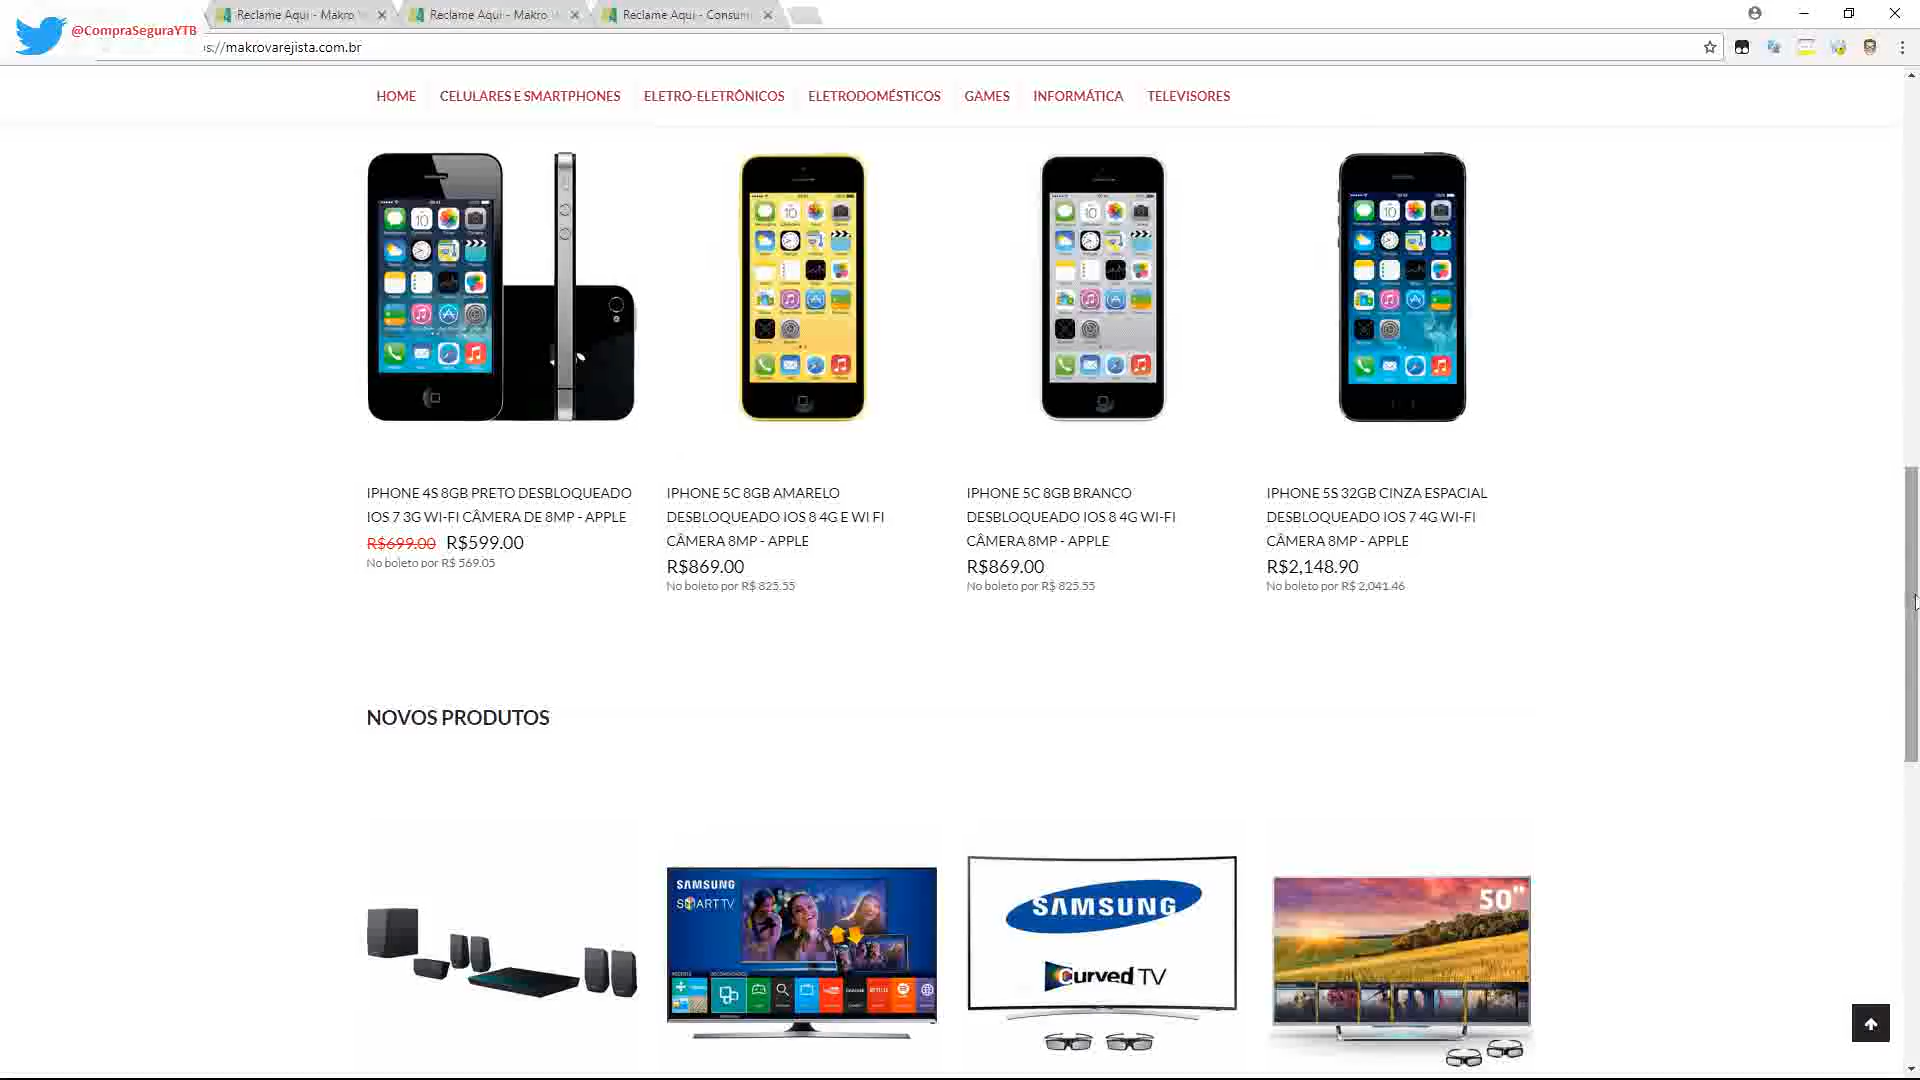 Reclame Aqui - Makro
Reclame Aqui - Makro
Reclame Aqui - Consum
@CompraSeguraYTB
s://makrovarejista.com.br
HOME CELULARES E SMARTPHONES ELETRO-ELETRÔNICOS ELETRODOMÉSTICOS GAMES INFORMÁTICA TELEVISORES
IPHONE 4S 8GB PRETO DESBLOQUEADO
IOS 7 3G WI-FI CÂMERA DE 8MP - APPLE
R$699.00 R$599.00
No boleto por R$ 569.05
IPHONE 5C 8GB AMARELO
DESBLOQUEADO IOS 8 4G E WI FI
CÂMERA 8MP - APPLE
R$869.00
No boleto por R$ 825.55
IPHONE 5C 8GB BRANCO
DESBLOQUEADO IOS 8 4G WI-FI
CÂMERA 8MP - APPLE
R$869.00
No boleto por R$ 825.55
IPHONE 5S 32GB CINZA ESPACIAL
DESBLOQUEADO IOS 7 4G WI-FI
CÂMERA 8MP - APPLE
R$2,148.90
No boleto por R$ 2,041.46
NOVOS PRODUTOS
SAMSUNG
SMART TV
SAMSUNG
Curved TV
50"